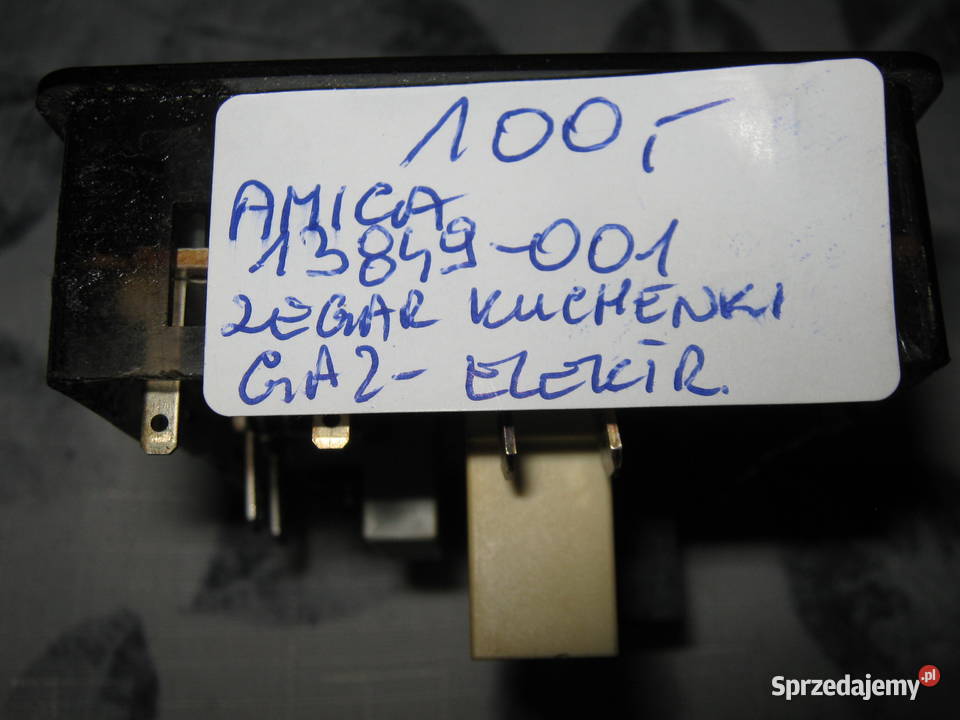 100,-
AMICA
13849-001
ZEGAR KUCHENKI
GAZ- ELEKTR.
Sprzedajemy.pl